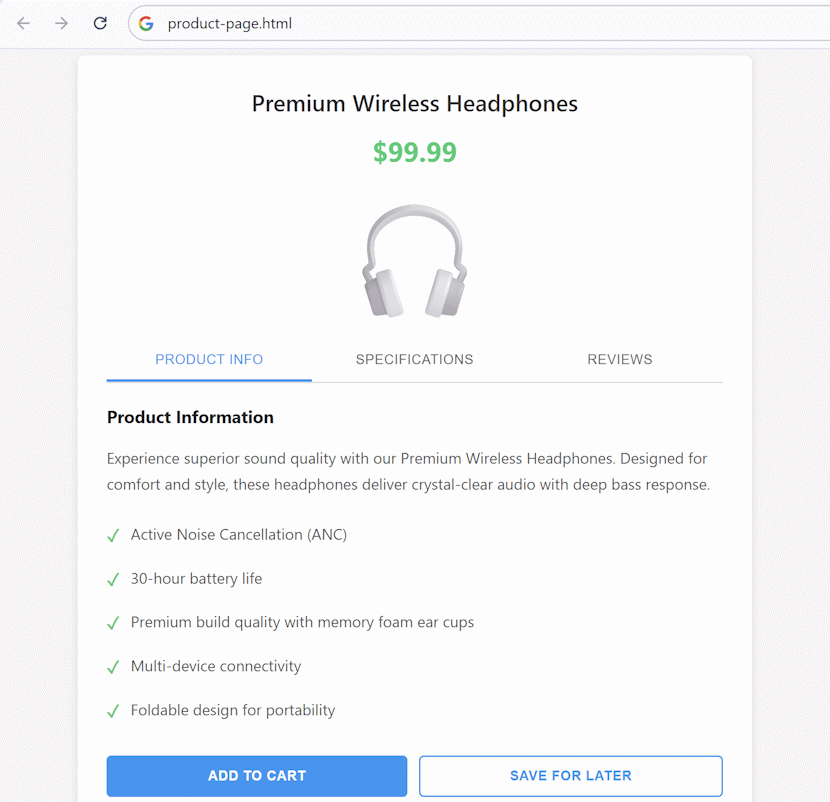 product-page.html
Premium Wireless Headphones
$99.99
PRODUCT INFO SPECIFICATIONS REVIEWS
Product Information
Experience superior sound quality with our Premium Wireless Headphones. Designed for
comfort and style, these headphones deliver crystal-clear audio with deep bass response.
✓ Active Noise Cancellation (ANC)
✓ 30-hour battery life
✓ Premium build quality with memory foam ear cups
✓ Multi-device connectivity
✓ Foldable design for portability
ADD TO CART SAVE FOR LATER